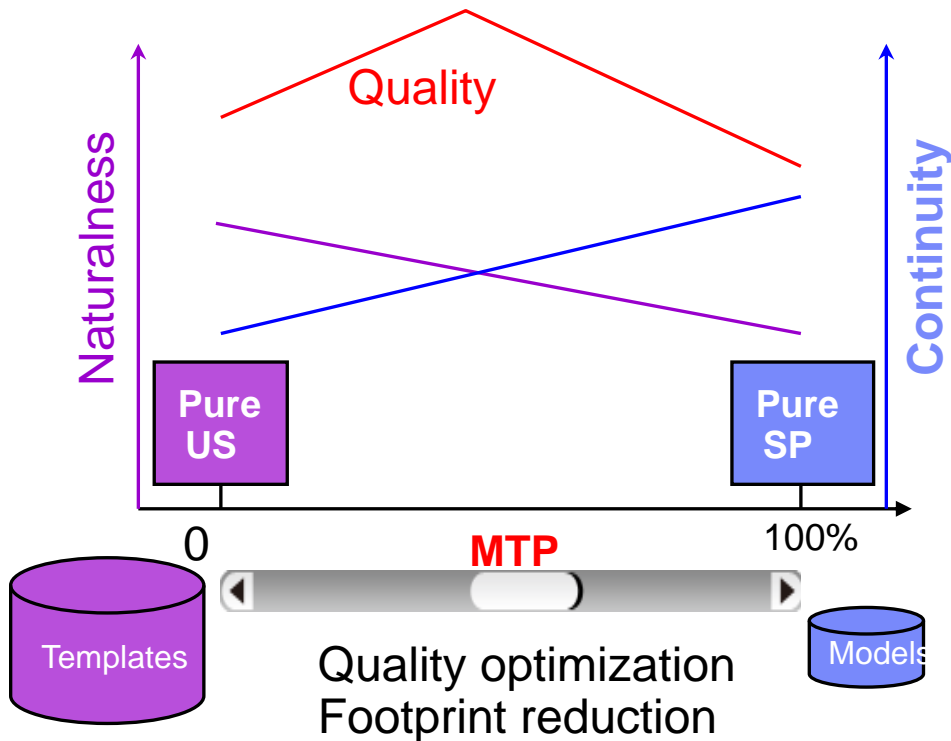 Quality
Naturalness
Continuity
Pure
US
Pure
SP
0
MTP
100%
Templates
Models
Quality optimization
Footprint reduction